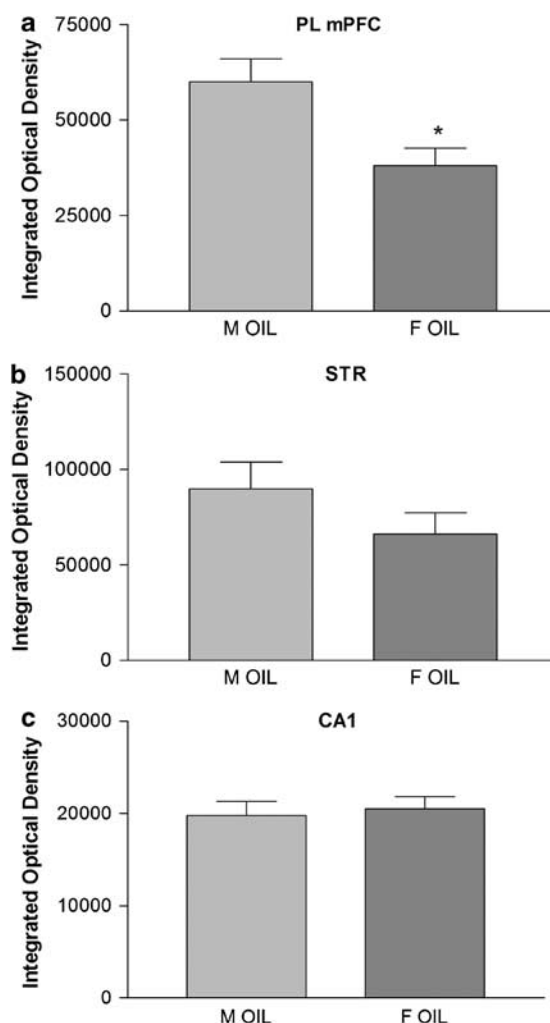 a
PL mPFC
Integrated Optical Density
75000
50000
25000
0
*
M OIL
F OIL
b
STR
Integrated Optical Density
150000
100000
50000
0
M OIL
F OIL
c
CA1
Integrated Optical Density
30000
20000
10000
0
M OIL
F OIL